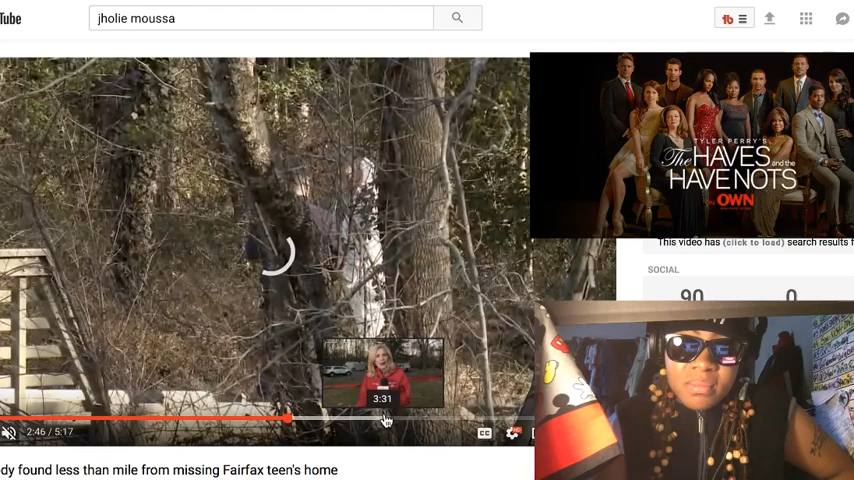 Tube
jholie moussa
TYLER PERRY'S
The HAVES and the
HAVE NOTS
OWN
This video has (click to load) search results f
SOCIAL
90
0
3:31
2:46 / 5:17
CC
HD
dy found less than mile from missing Fairfax teen's home